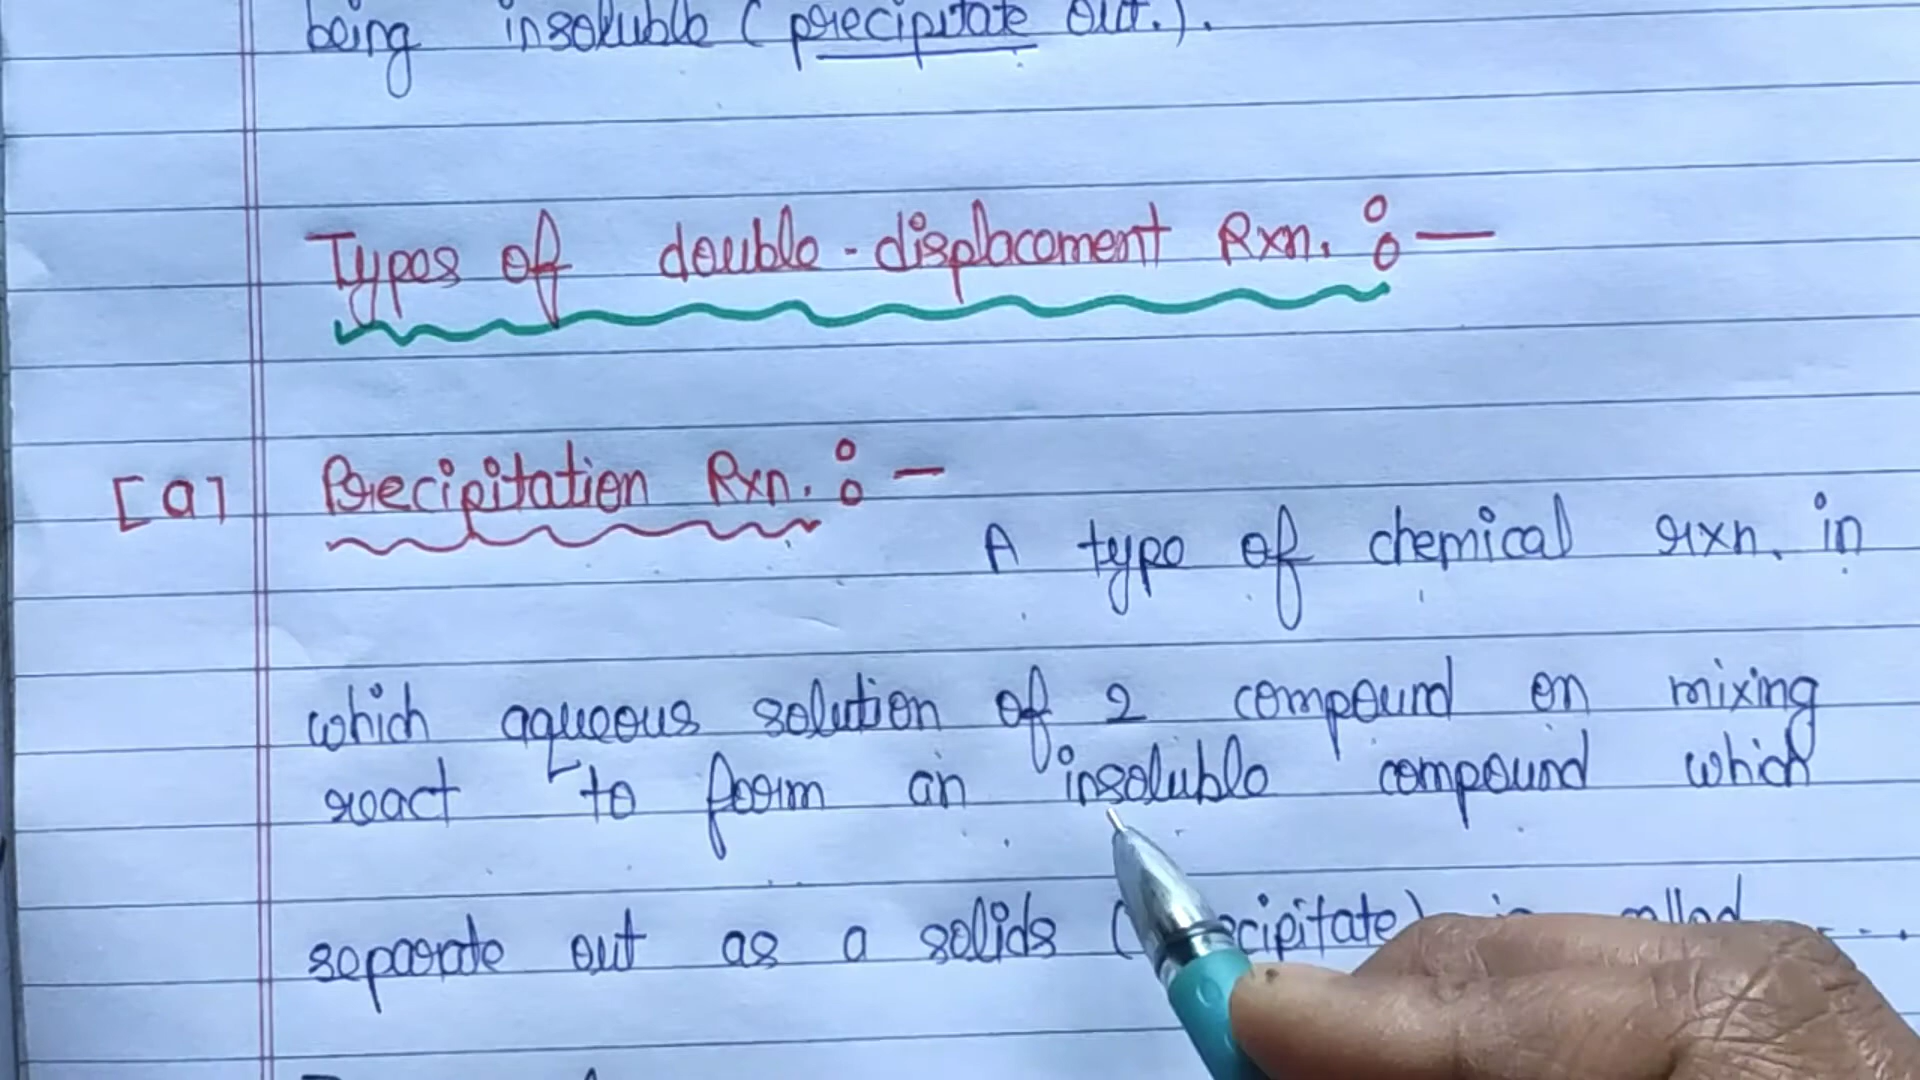 being insoluble (precipitate out.).
Types of double-displacement Rxn. :-
[a] Precipitation Rxn. :-
A type of chemical rxn. in
which aqueous solution of 2 compound on mixing
react to form an insoluble compound which
separate out as a solids ( called ....